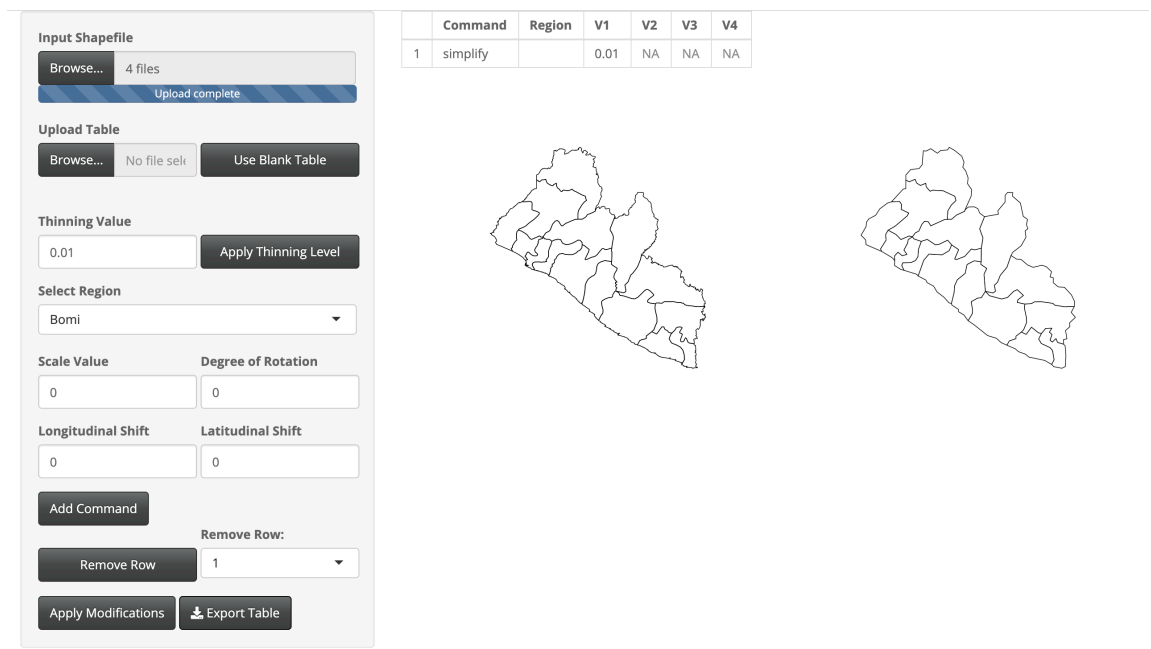 Input Shapefile
Browse... 4 files
Upload complete
Upload Table
Browse... No file sele Use Blank Table
Thinning Value
0.01 Apply Thinning Level
Select Region
Bomi
Scale Value Degree of Rotation
0 0
Longitudinal Shift Latitudinal Shift
0 0
Add Command
Remove Row:
Remove Row 1
Apply Modifications Export Table
Command Region V1 V2 V3 V4
1 simplify 0.01 NA NA NA